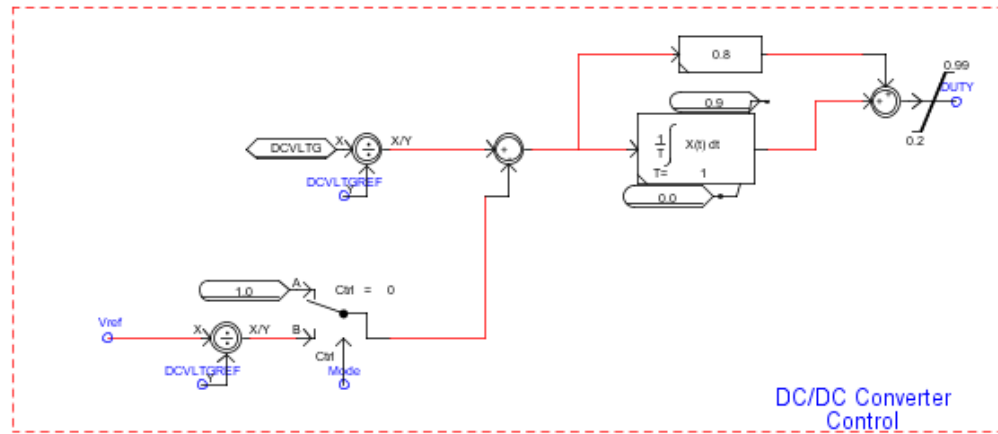 0.8
0.99
DUTY
0.2
0.9
DCVLTG
X
X/Y
DCVLTGREF
Y
1
T
X(t) dt
T= 1
0.0
1.0
A
Ctrl = 0
Vref
X
X/Y
B
DCVLTGREF
Y
Ctrl
Mode
DC/DC Converter
Control